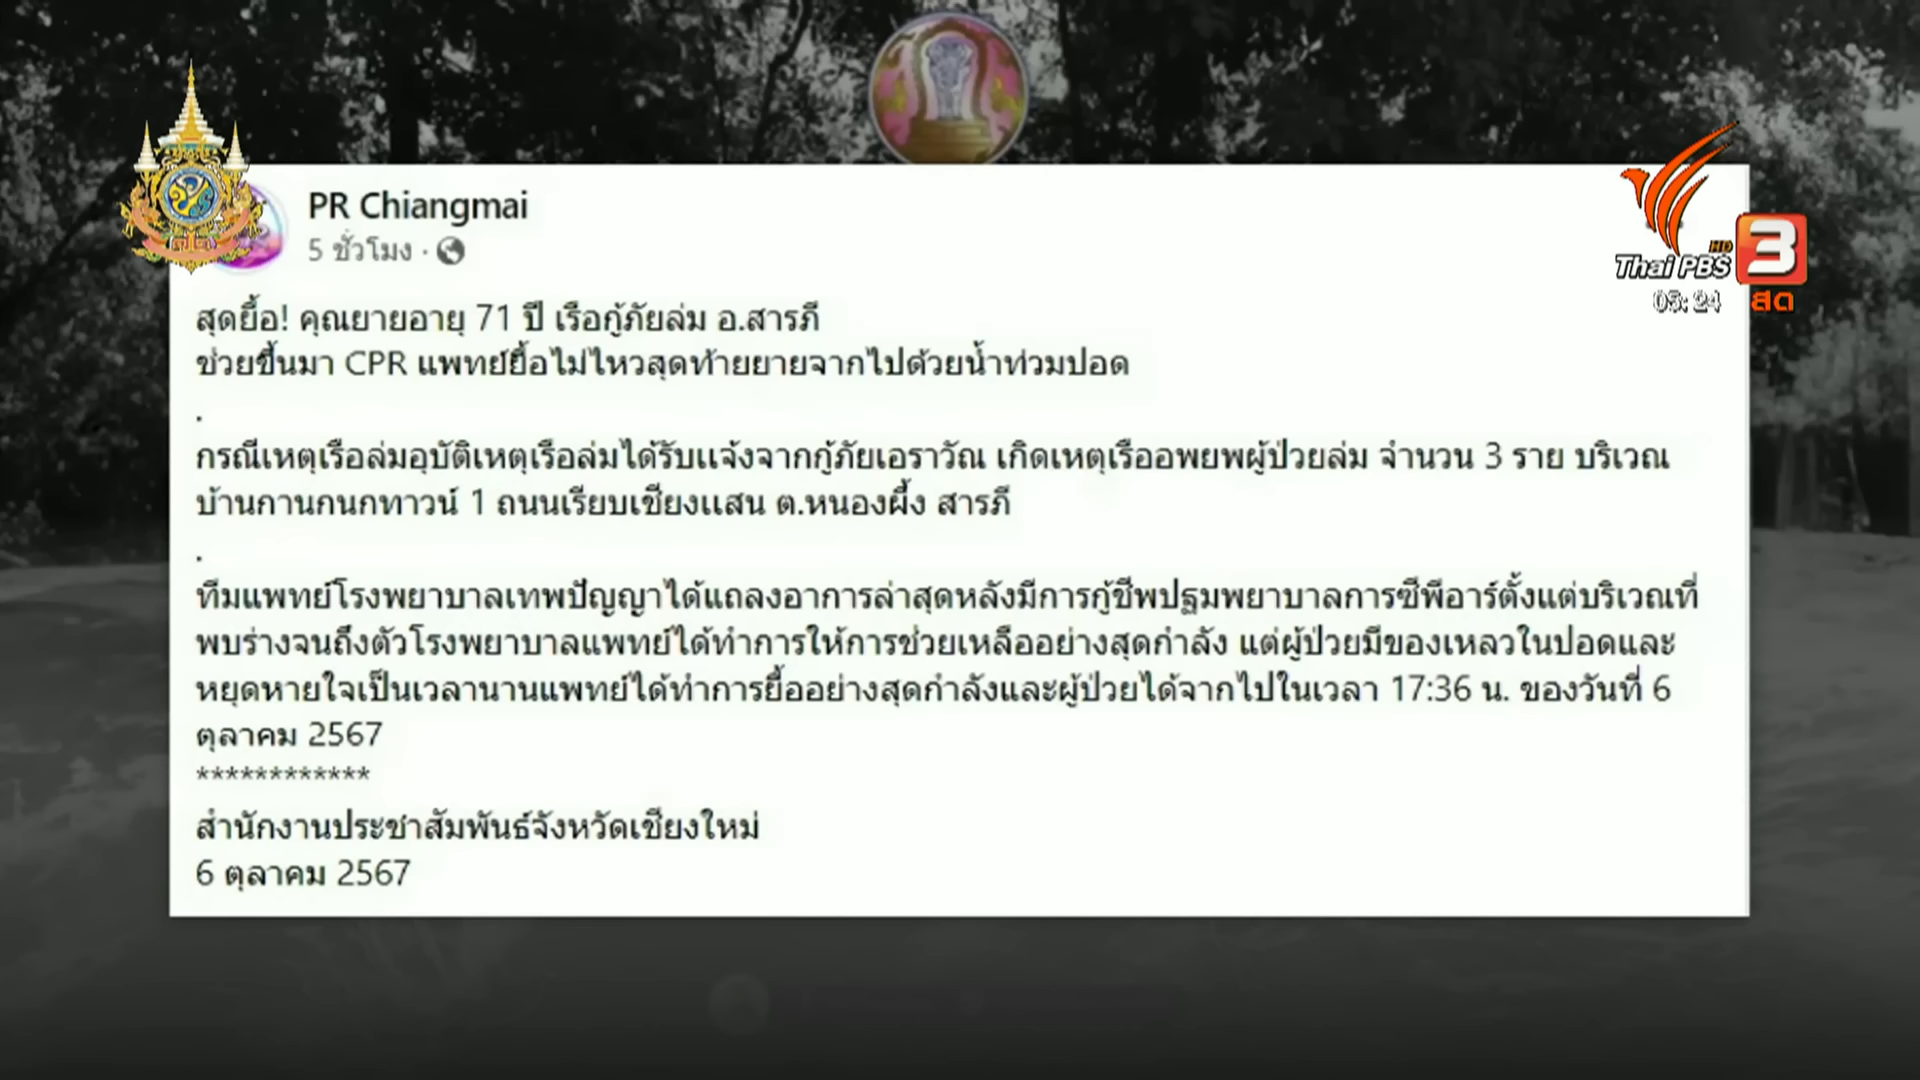 PR Chiangmai
5 ชั่วโมง ·
สุดยื้อ! คุณยายอายุ 71 ปี เรือกู้ภัยล่ม อ.สารภี
ช่วยขึ้นมา CPR แพทย์ยื้อไม่ไหวสุดท้ายยายจากไปด้วยน้ำท่วมปอด
.
กรณีเหตุเรือล่มอุบัติเหตุเรือล่มได้รับแจ้งจากกู้ภัยเอราวัณ เกิดเหตุเรืออพยพผู้ป่วยล่ม จำนวน 3 ราย บริเวณ
บ้านกานกนกทาวน์ 1 ถนนเรียบเชียงแสน ต.หนองผึ้ง สารภี
.
ทีมแพทย์โรงพยาบาลเทพปัญญาได้แถลงอาการล่าสุดหลังมีการกู้ชีพปฐมพยาบาลการซีพีอาร์ตั้งแต่บริเวณที่
พบร่างจนถึงตัวโรงพยาบาลแพทย์ได้ทำการให้การช่วยเหลืออย่างสุดกำลัง แต่ผู้ป่วยมีของเหลวในปอดและ
หยุดหายใจเป็นเวลานานแพทย์ได้ทำการยื้ออย่างสุดกำลังและผู้ป่วยได้จากไปในเวลา 17:36 น. ของวันที่ 6
ตุลาคม 2567
************
สำนักงานประชาสัมพันธ์จังหวัดเชียงใหม่
6 ตุลาคม 2567
HD
Thai PBS 3
05:24 สด
๗๒